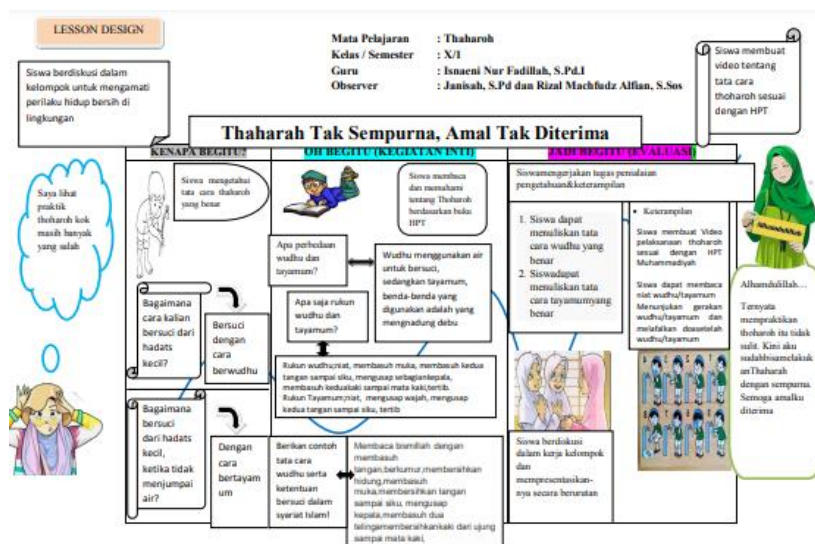 LESSON DESIGN
Mata Pelajaran : Thaharoh
Kelas / Semester : X/I
Guru : Isnaeni Nur Fadillah, S.Pd.I
Observer : Janisah, S.Pd dan Rizal Machfudz Alfian, S.Sos
Siswa membuat
video tentang
tata cara
thoharoh sesuai
dengan HPT
Siswa berdiskusi dalam
kelompok untuk mengamati
perilaku hidup bersih di
lingkungan
Thaharah Tak Sempurna, Amal Tak Diterima
KENAPA BEGITU?
OH BEGITU (KEGIATAN INTI)
JADI BEGITU (EVALUASI)
Saya lihat
praktik
thoharoh kok
masih banyak
yang salah
Siswa mengetahui
tata cara thaharoh
yang benar
Bagaimana
cara kalian
bersuci dari
hadats
kecil?
Bersuci
dengan
cara
berwudhu
Bagaimana
bersuci
dari hadats
kecil,
ketika tidak
menjumpai
air?
Dengan
cara
bertayam
um
Siswa membaca
dan memahami
tentang Thoharoh
berdasarkan buku
HPT
Apa perbedaan
wudhu dan
tayamum?
Wudhu menggunakan air
untuk bersuci,
sedangkan tayamum,
benda-benda yang
digunakan adalah yang
mengnadung debu
Apa saja rukun
wudhu dan
tayamum?
Rukun wudhu;niat, membasuh muka, membasuh kedua
tangan sampai siku, mengusap sebagiankepala,
membasuh keduakaki sampai mata kaki,tertib.
Rukun Tayamum;niat, mengusap wajah, mengusap
kedua tangan sampai siku, tertib
Berikan contoh
tata cara
wudhu serta
ketentuan
bersuci dalam
syariat Islam!
Membaca bismillah dengan
membasuh
tangan,berkumur,membersihkan
hidung,membasuh
muka,membersihkan tangan
sampai siku, mengusap
kepala,membasuh dua
telingamembersihkankaki dari ujung
sampai mata kaki,
Siswamengerjakan tugas penialaian
pengetahuan&keterampilan
1. Siswa dapat
menuliskan tata
cara wudhu yang
benar
2. Siswadapat
menuliskan tata
cara tayamumyang
benar
• Keterampilan
Siswa membuat Video
pelaksanaan thoharoh
sesuai dengan HPT
Muhammadiyah
Siswa dapat membaca
niat wudhu/tayamum
Menunjukan gerakan
wudhu/tayamum dan
melafalkan doasetelah
wudhu/tayamum
Siswa berdiskusi
dalam kerja kelompok
dan
mempresentasikan-
nya secara berurutan
Alhamdulillah
Alhamdulillah...
Ternyata
mempraktikan
thoharoh itu tidak
sulit. Kini aku
sudahbisamelakuk
anThaharah
dengan sempurna.
Semoga amalku
diterima